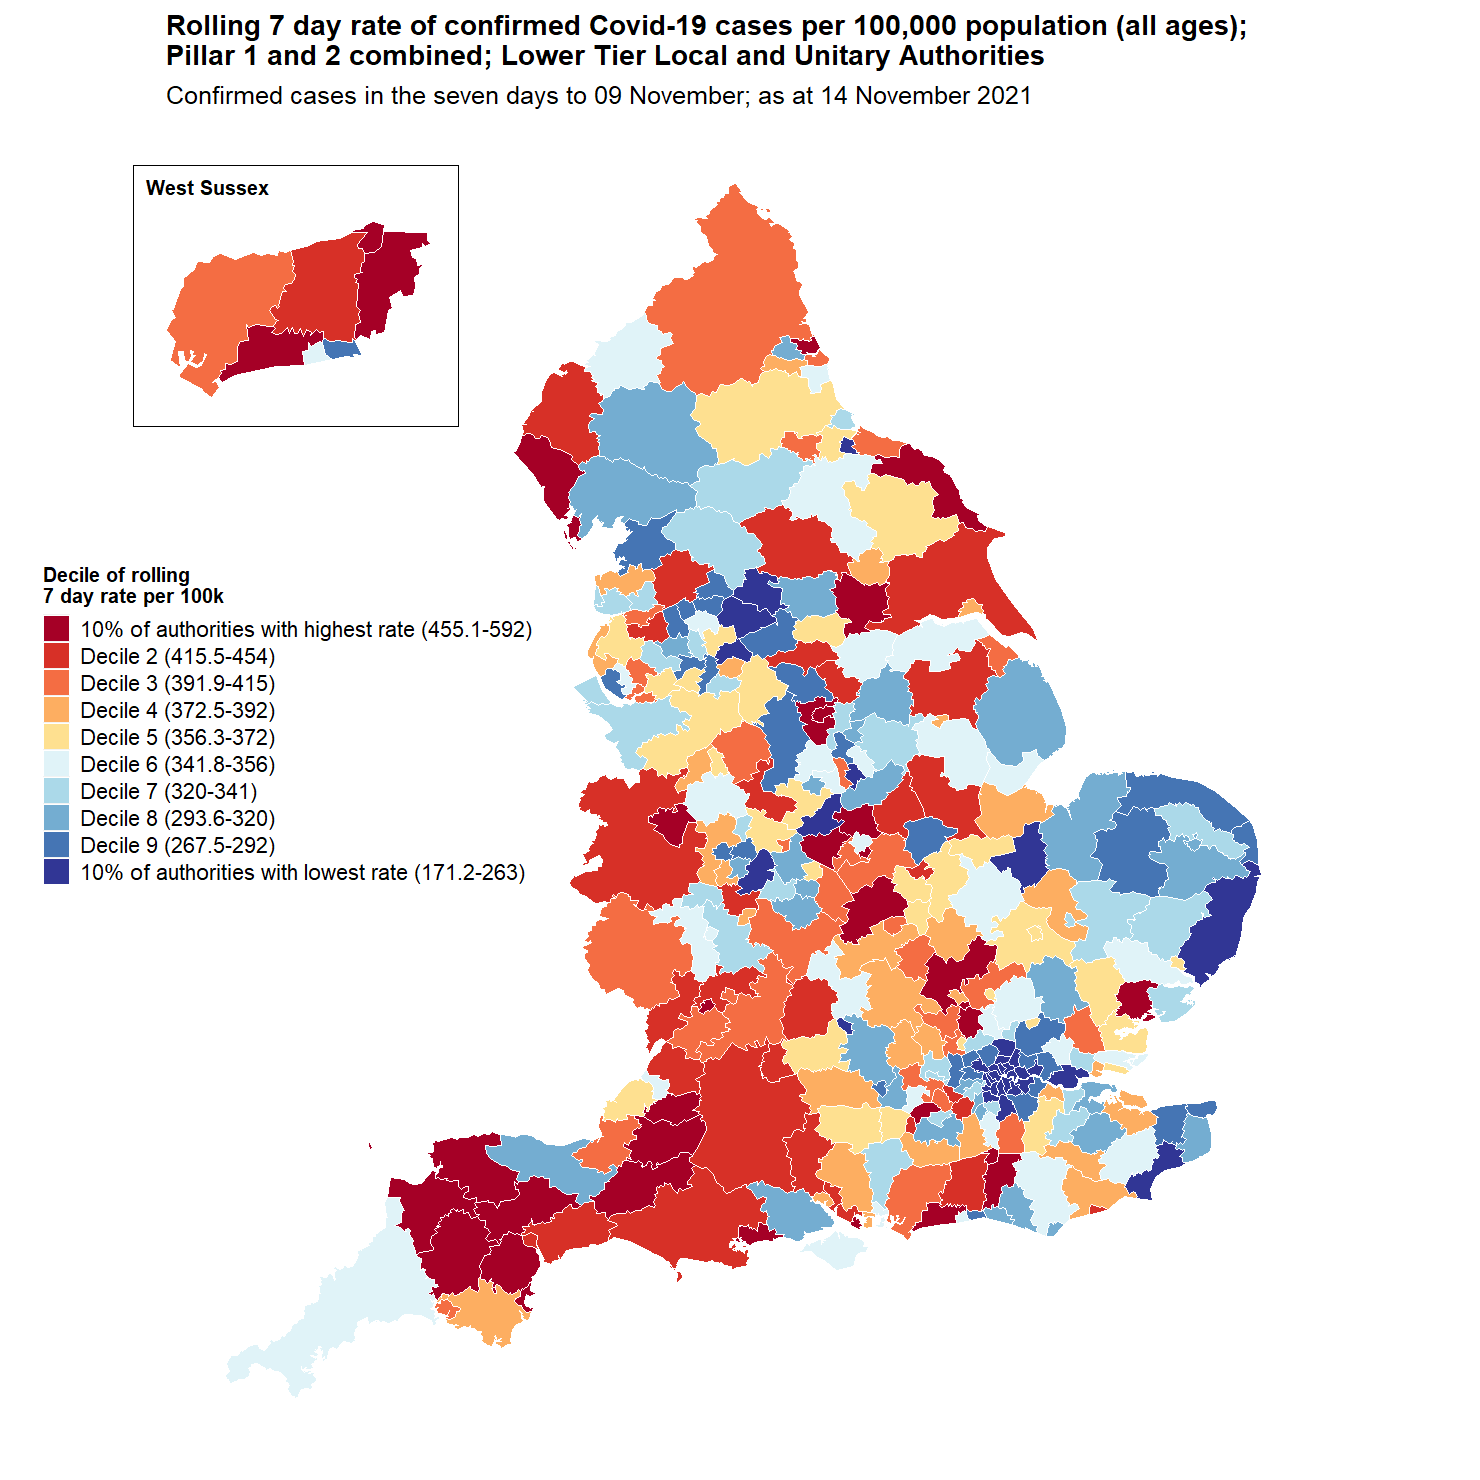 Rolling 7 day rate of confirmed Covid-19 cases per 100,000 population (all ages);
Pillar 1 and 2 combined; Lower Tier Local and Unitary Authorities
Confirmed cases in the seven days to 09 November; as at 14 November 2021
West Sussex
Decile of rolling
7 day rate per 100k
10% of authorities with highest rate (455.1-592)
Decile 2 (415.5-454)
Decile 3 (391.9-415)
Decile 4 (372.5-392)
Decile 5 (356.3-372)
Decile 6 (341.8-356)
Decile 7 (320-341)
Decile 8 (293.6-320)
Decile 9 (267.5-292)
10% of authorities with lowest rate (171.2-263)